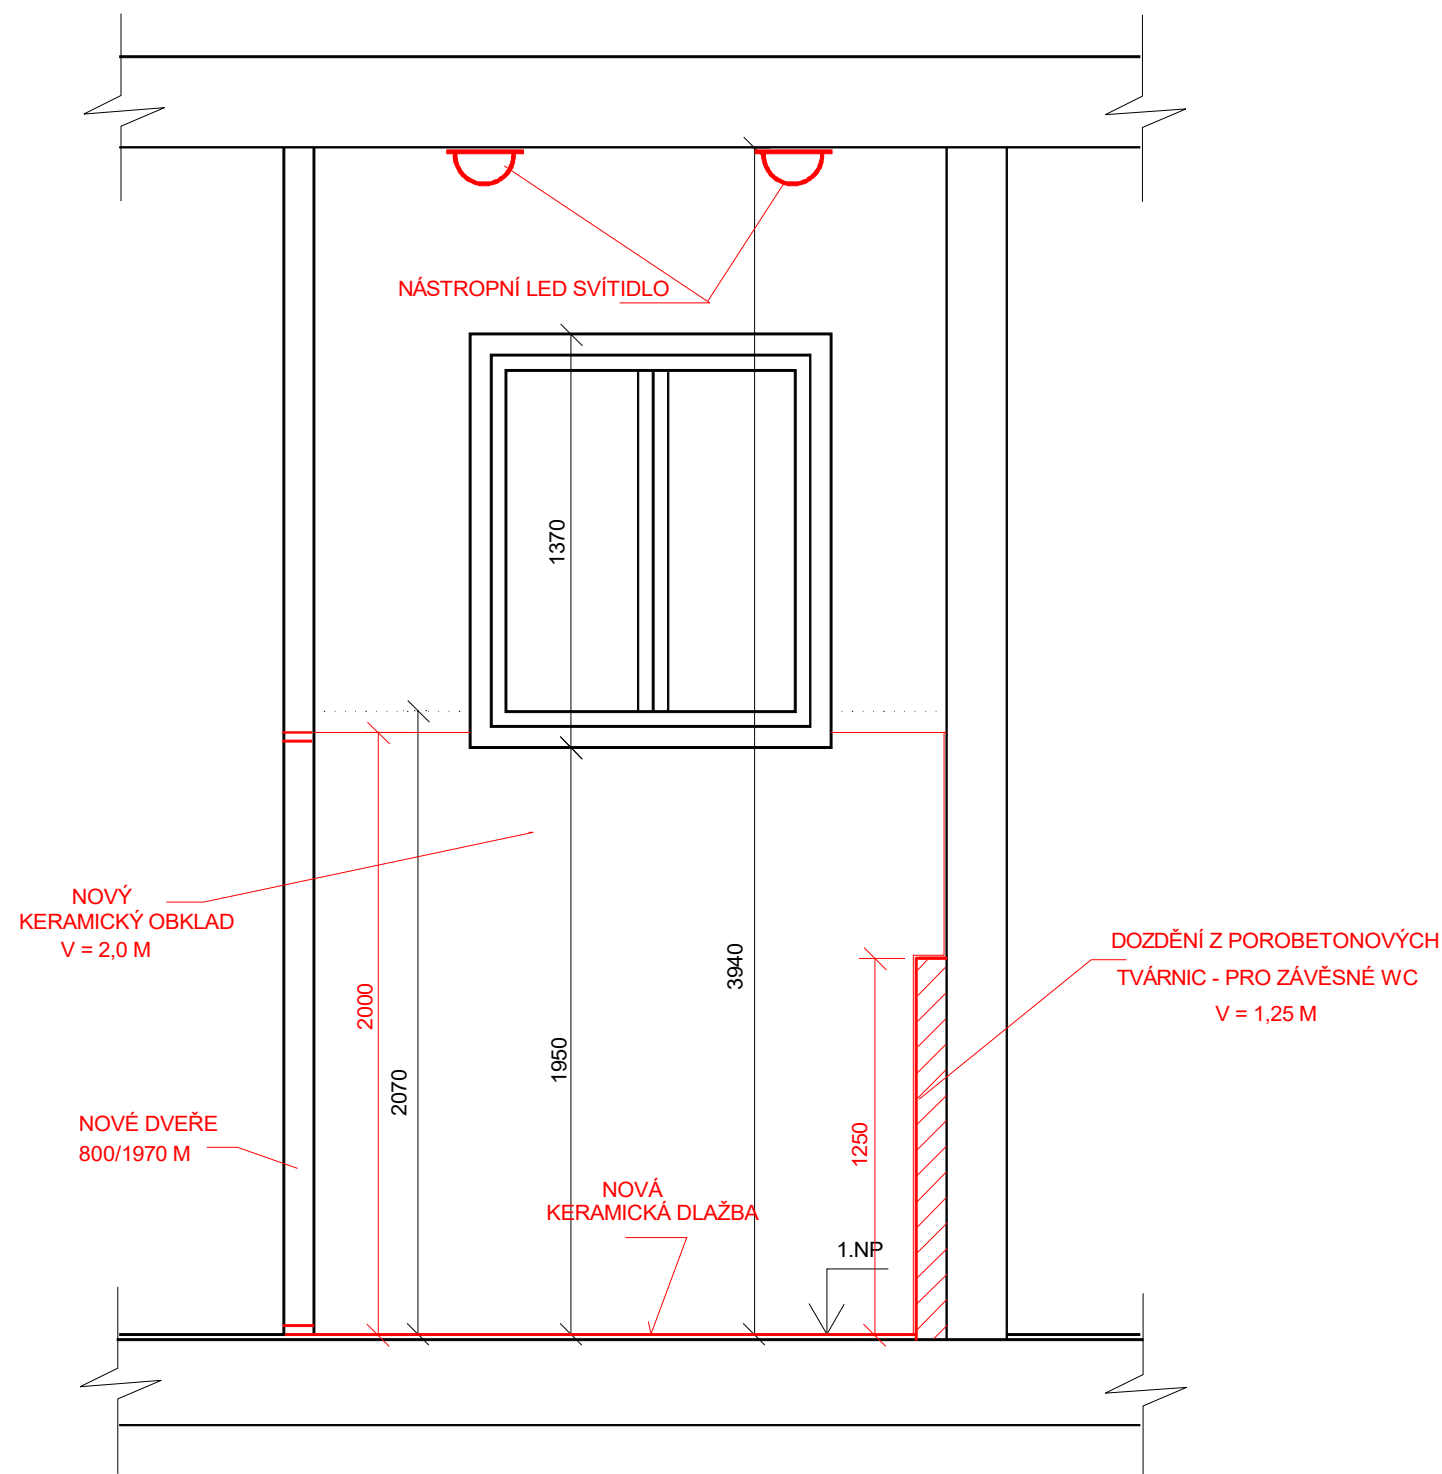 NÁSTROPNÍ LED SVÍTIDLO
1370
NOVÝ
KERAMICKÝ OBKLAD
V = 2,0 M
2000
2070
1950
3940
DOZDĚNÍ Z POROBETONOVÝCH
TVÁRNIC - PRO ZÁVĚSNÉ WC
V = 1,25 M
NOVÉ DVEŘE
800/1970 M
1250
NOVÁ
KERAMICKÁ DLAŽBA
1.NP